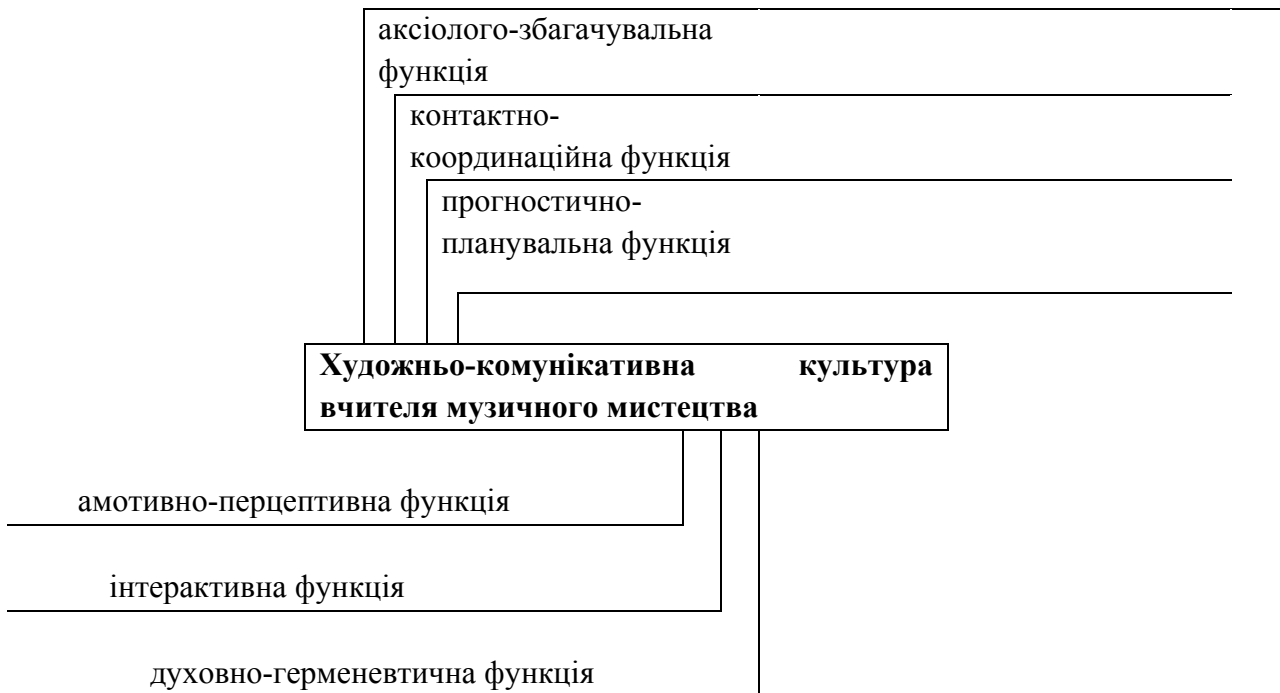 аксіолого-збагачувальна
функція
контактно-
координаційна функція
прогностично-
планувальна функція
Художньо-комунікативна культура
вчителя музичного мистецтва
амотивно-перцептивна функція
інтерактивна функція
духовно-герменевтична функція